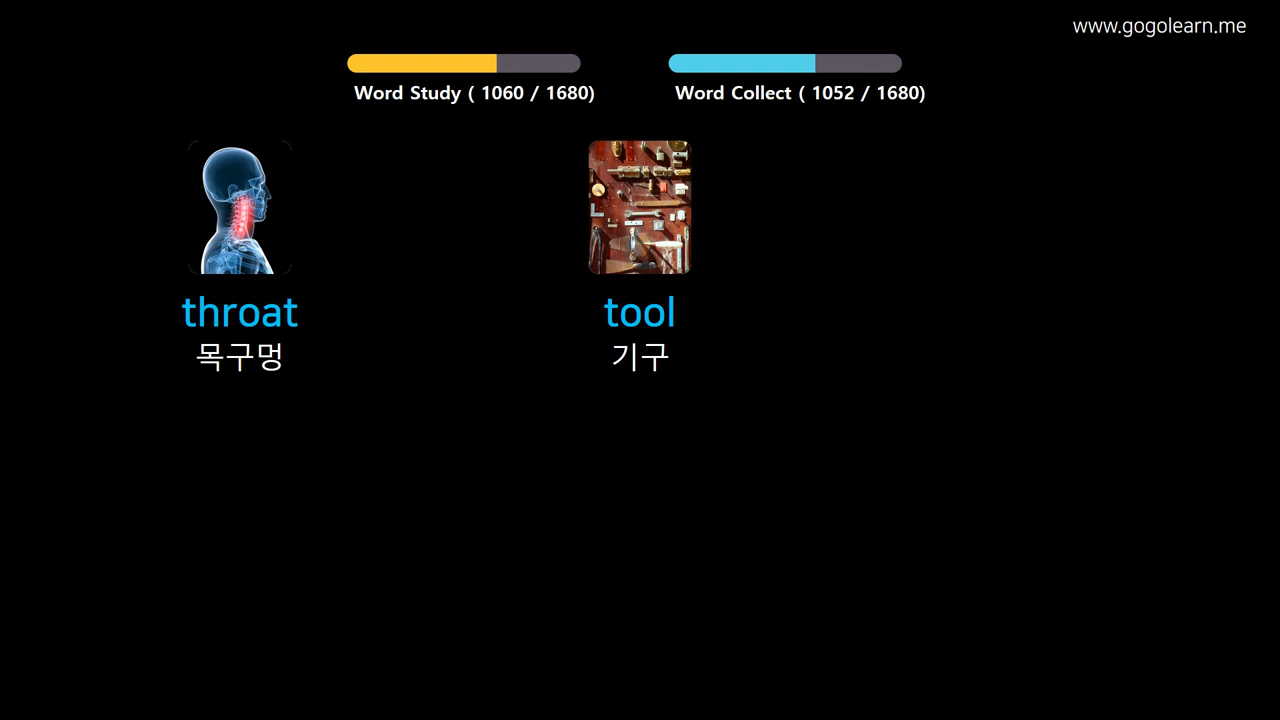 www.gogolearn.me
Word Study ( 1060 / 1680)
Word Collect ( 1052 / 1680)
throat
목구멍
tool
기구